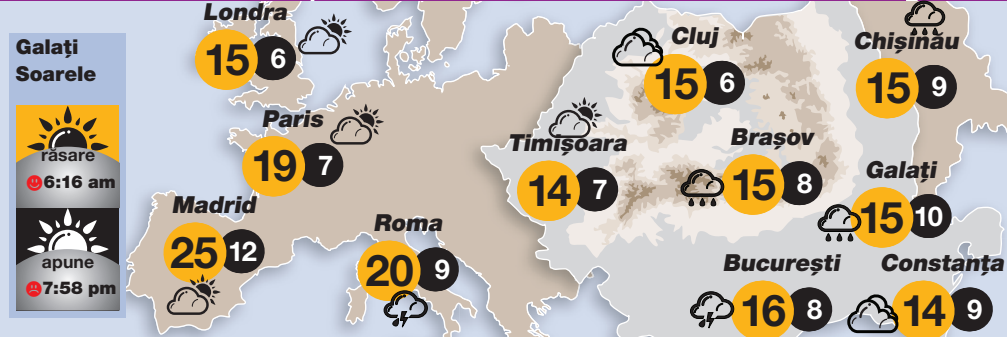 Galați
Soarele
răsare
6:16 am
apune
7:58 pm
Londra
15 6
Paris
19 7
Madrid
25 12
Roma
20 9
Timișoara
14 7
Cluj
15 6
Brașov
15 8
Chișinău
15 9
Galați
15 10
București
16 8
Constanța
14 9